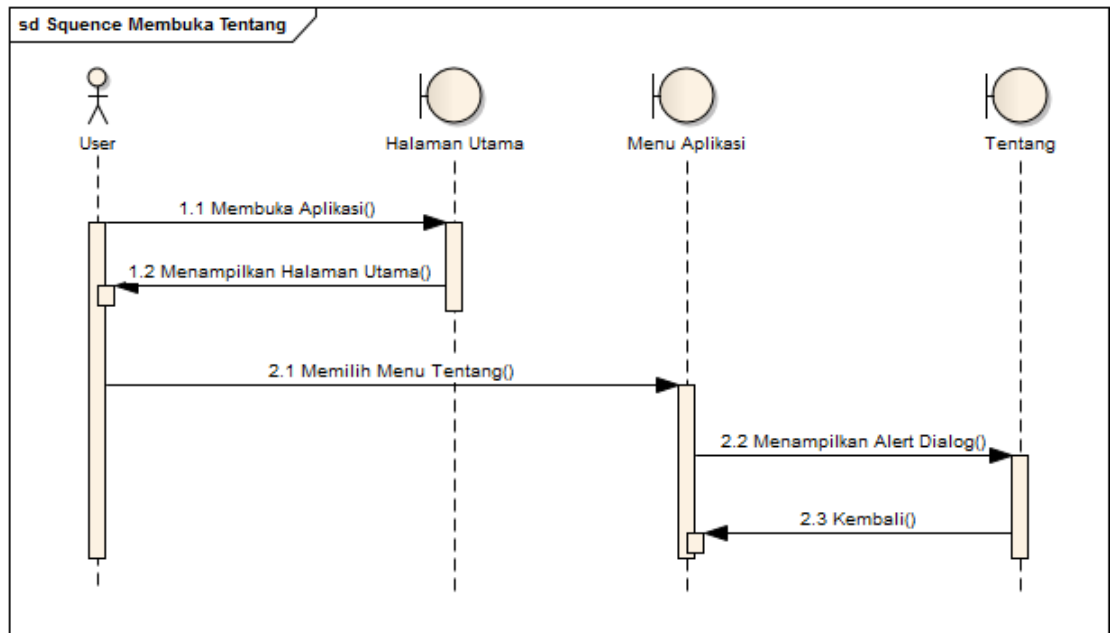 sd Squence Membuka Tentang
User
Halaman Utama
Menu Aplikasi
Tentang
1.1 Membuka Aplikasi()
1.2 Menampilkan Halaman Utama()
2.1 Memilih Menu Tentang()
2.2 Menampilkan Alert Dialog()
2.3 Kembali()